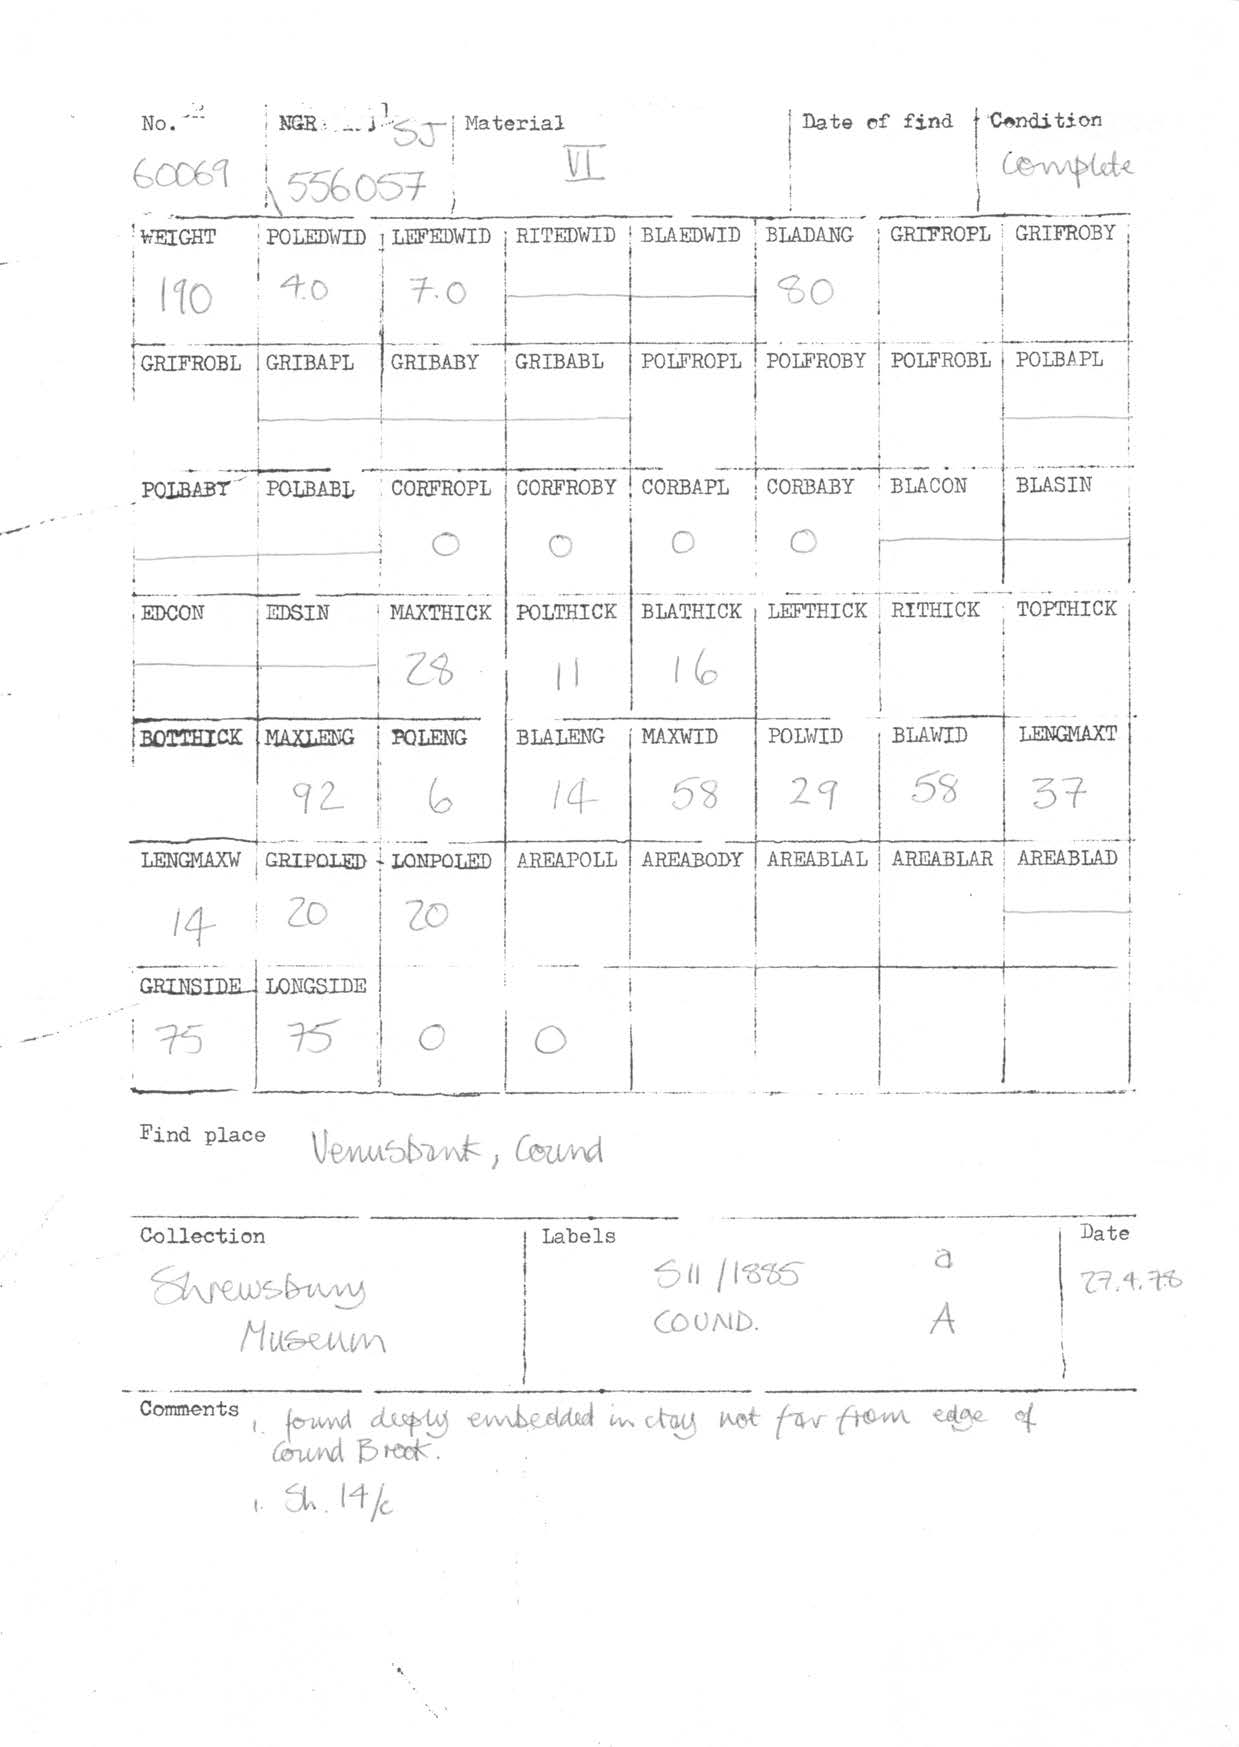 No. NGR SJ Material Date of find Condition
60069 556057 VI Complete
WEIGHT POLEDWID LEFEDWID RITEDWID BLAEDWID BLADANG GRIFROPL GRIFROBY
190 4.0 7.0 80
GRIFROBL GRIBAPL GRIBABY GRIBABL POLFROPL POLFROBY POLFROBL POLBAPL
POLBABY POLBABL CORFROPL CORFROBY CORBAPL CORBABY BLACON BLASIN
0 0 0 0
EDCON EDSIN MAXTHICK POLTHICK BLATHICK LEFTHICK RITHICK TOPTHICK
28 11 16
BOTTHICK MAXLENG POLENG BLALENG MAXWID POLWID BLAWID LENGMAXT
92 6 14 58 29 58 37
LENGMAXW GRIPOLED LONPOLED AREAPOLL AREABODY AREABLAL AREABLAR AREABLAD
14 20 20
GRINSIDE LONGSIDE
75 75 0 0
Find place Venusbank, Cound
Collection Labels Date
Shrewsbury S11/1885 a 27.4.78
Museum COUND. A
Comments 1. found deeply embedded in clay not far from edge of
Cound Brook.
1. Sh. 14/c